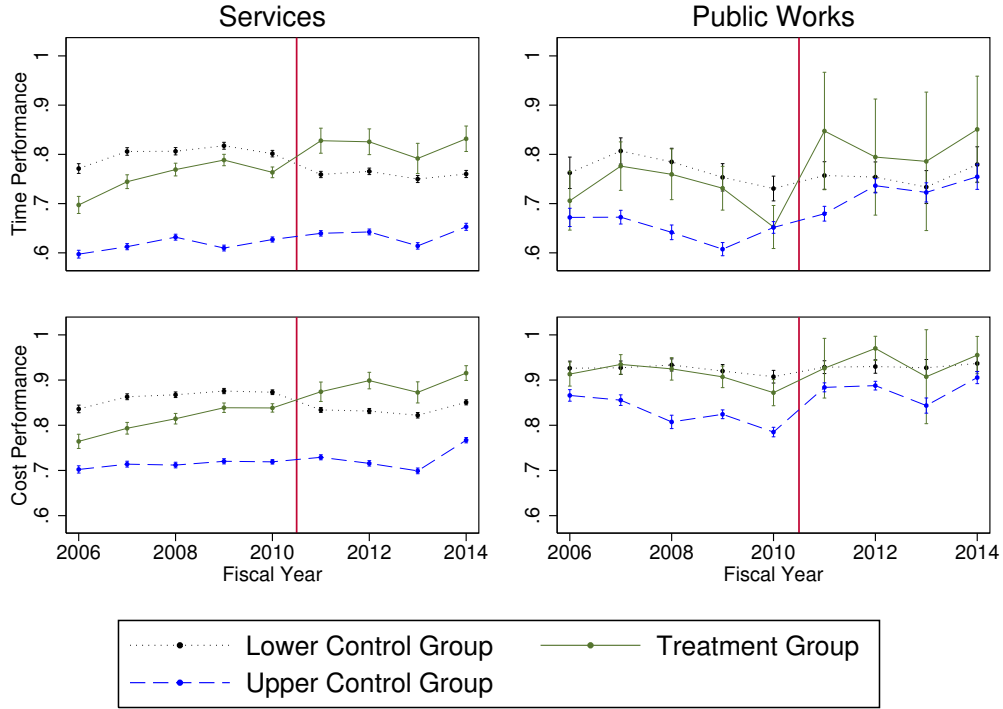 Services
Public Works
Time Performance
1
.9
.8
.7
.6
1
.9
.8
.7
.6
Cost Performance
1
.9
.8
.7
.6
1
.9
.8
.7
.6
2006 2008 2010 2012 2014
Fiscal Year
2006 2008 2010 2012 2014
Fiscal Year
Lower Control Group
Treatment Group
Upper Control Group